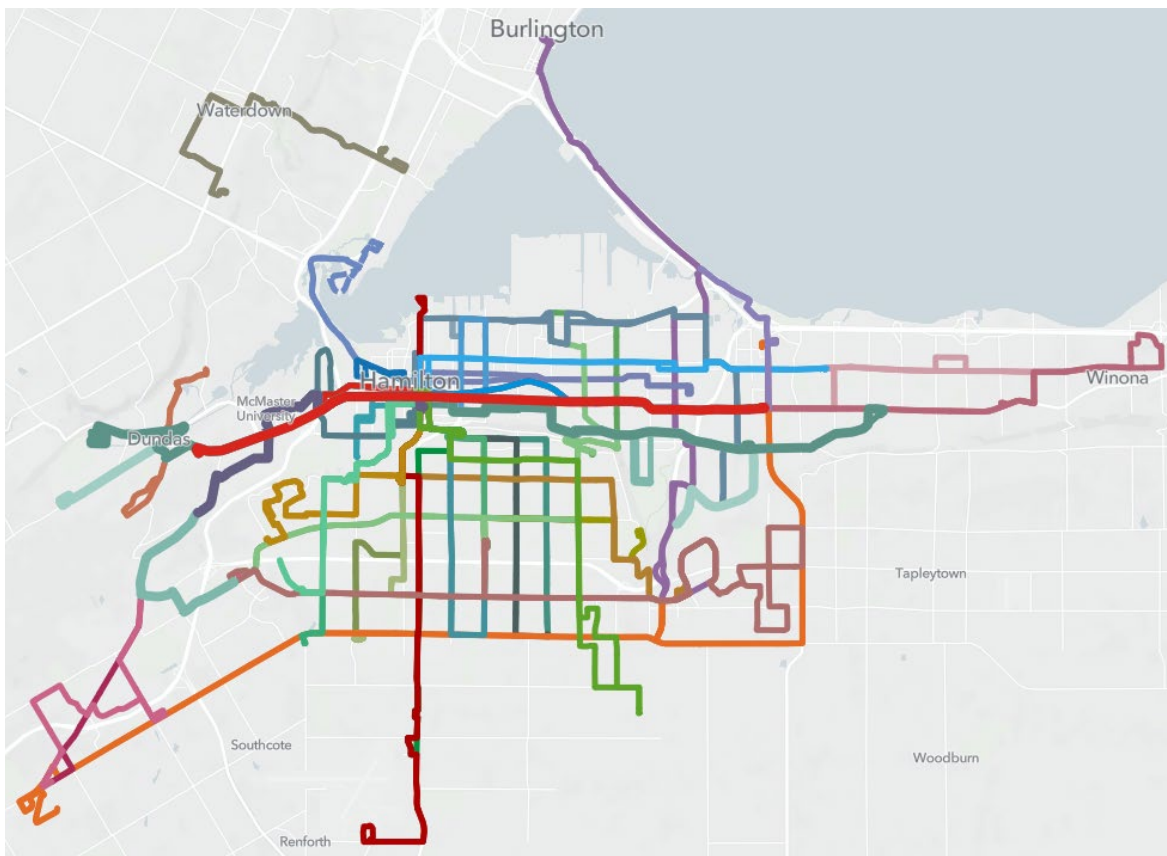 Burlington
Waterdown
Hamilton
Winona
McMaster
University
Dundas
Tapleytown
Southcote
Woodburn
Renforth